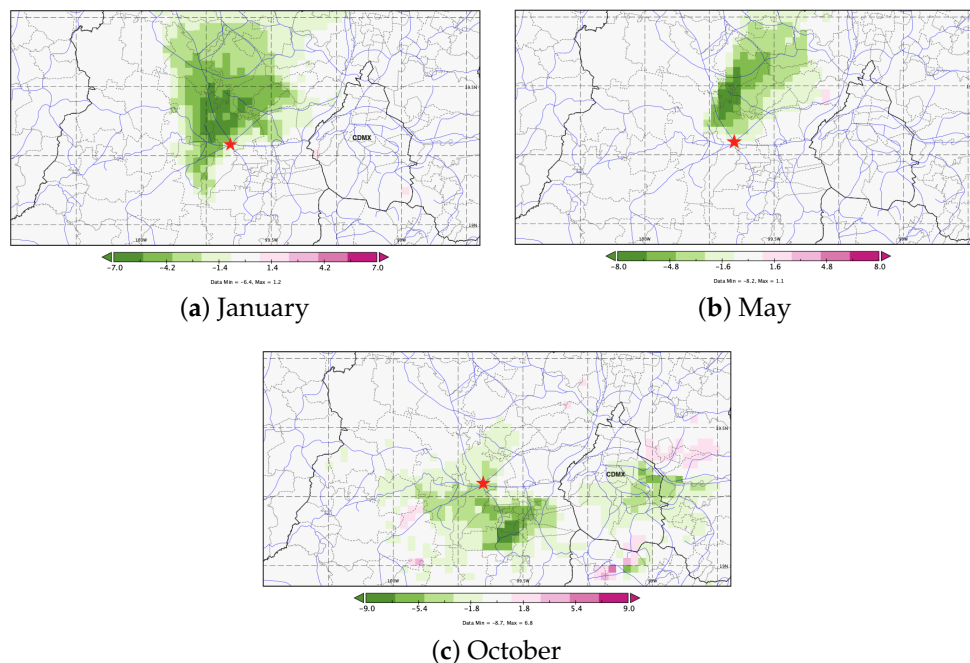 CDMX
19.5N
19N
100W
99.5W
99W
-7.0 -4.2 -1.4 1.4 4.2 7.0
Data Min = -6.4, Max = 1.2
(a) January
CDMX
19.5N
19N
100W
99.5W
99W
-8.0 -4.8 -1.6 1.6 4.8 8.0
Data Min = -8.2, Max = 1.1
(b) May
CDMX
19.5N
19N
100W
99.5W
99W
-9.0 -5.4 -1.8 1.8 5.4 9.0
Data Min = -8.7, Max = 6.8
(c) October